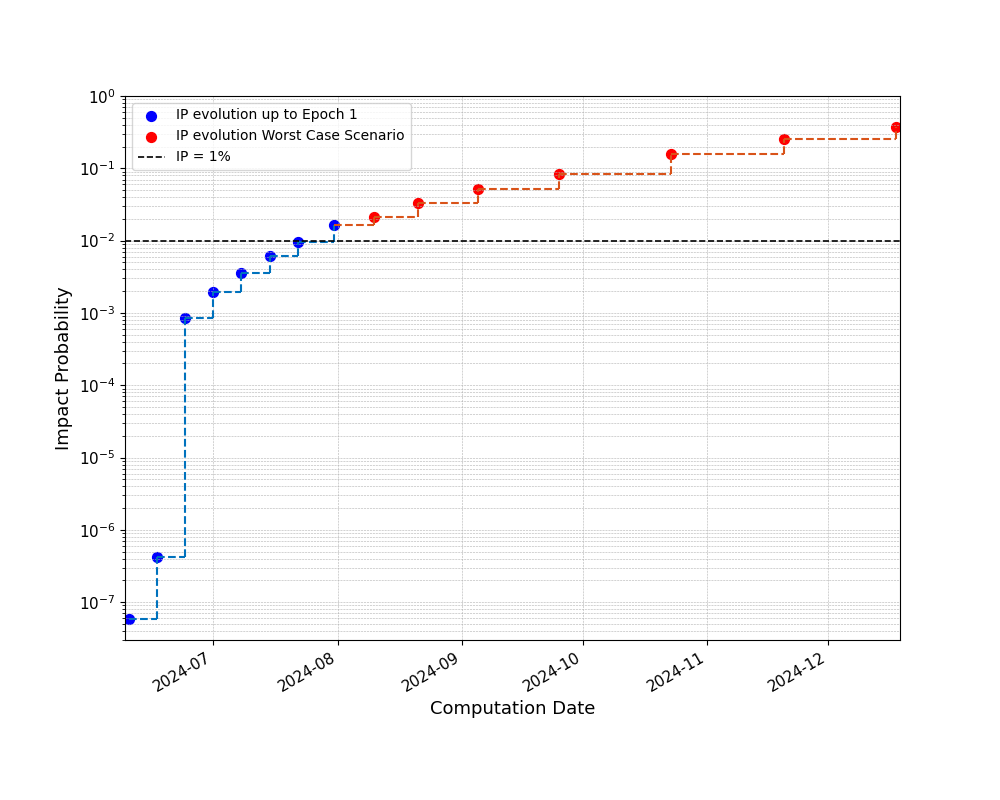 IP evolution up to Epoch 1
IP evolution Worst Case Scenario
IP = 1%
10⁰
10⁻¹
10⁻²
10⁻³
10⁻⁴
10⁻⁵
10⁻⁶
10⁻⁷
Impact Probability
2024-07
2024-08
2024-09
2024-10
2024-11
2024-12
Computation Date